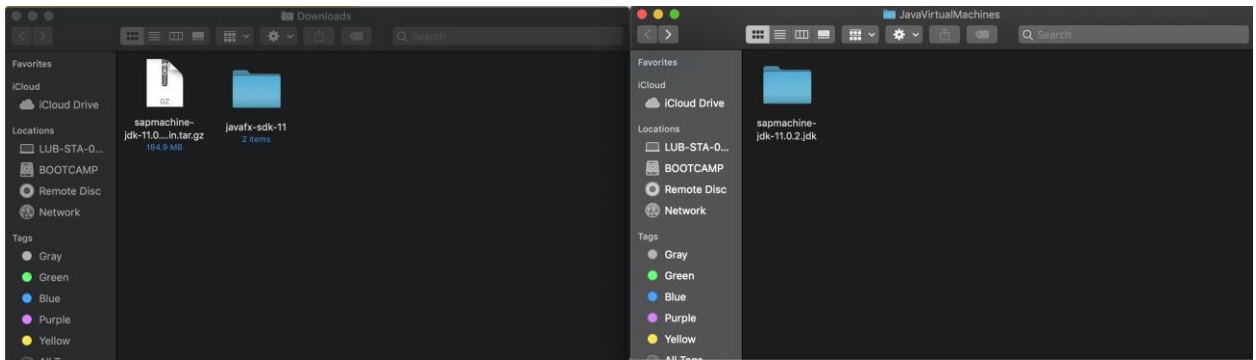 Downloads
Search
Favorites
iCloud
iCloud Drive
Locations
LUB-STA-0...
BOOTCAMP
Remote Disc
Network
Tags
Gray
Green
Blue
Purple
Yellow
All T
GZ
sapmachine-
jdk-11.0....in.tar.gz
184.9 MB
javafx-sdk-11
2 items
JavaVirtualMachines
Search
Favorites
iCloud
iCloud Drive
Locations
LUB-STA-0...
BOOTCAMP
Remote Disc
Network
Tags
Gray
Green
Blue
Purple
Yellow
All Tags
sapmachine-
jdk-11.0.2.jdk